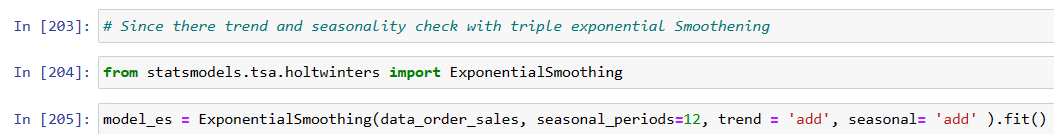 In [203]: # Since there trend and seasonality check with triple exponential Smoothening
In [204]: from statsmodels.tsa.holtwinters import ExponentialSmoothing
In [205]: model_es = ExponentialSmoothing(data_order_sales, seasonal_periods=12, trend = 'add', seasonal= 'add' ).fit()